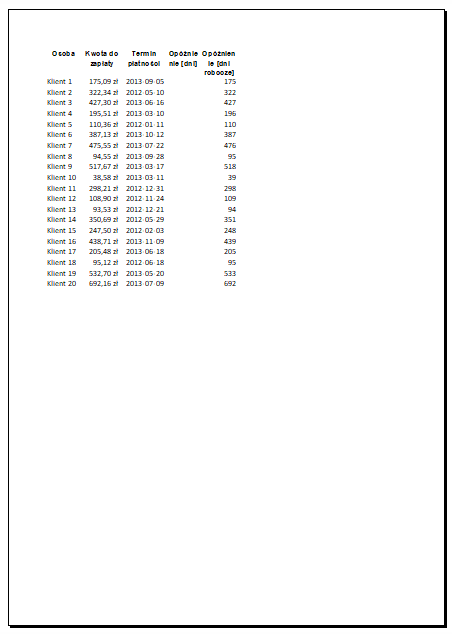 Osoba Kwota do Termin Opóźnie Opóźnien
zapłaty płatności nie [dni] ie [dni
robocze]
Klient 1 175,09 zł 2013-09-05 175
Klient 2 322,34 zł 2012-05-10 322
Klient 3 427,30 zł 2013-06-16 427
Klient 4 195,51 zł 2013-03-10 196
Klient 5 110,36 zł 2012-01-11 110
Klient 6 387,13 zł 2013-10-12 387
Klient 7 475,55 zł 2013-07-22 476
Klient 8 94,55 zł 2013-09-28 95
Klient 9 517,67 zł 2013-03-17 518
Klient 10 38,58 zł 2013-03-11 39
Klient 11 298,21 zł 2012-12-31 298
Klient 12 108,90 zł 2012-11-24 109
Klient 13 93,53 zł 2012-12-21 94
Klient 14 350,69 zł 2012-05-29 351
Klient 15 247,50 zł 2012-02-03 248
Klient 16 438,71 zł 2013-11-09 439
Klient 17 205,48 zł 2013-06-18 205
Klient 18 95,12 zł 2012-06-18 95
Klient 19 532,70 zł 2013-05-20 533
Klient 20 692,16 zł 2013-07-09 692